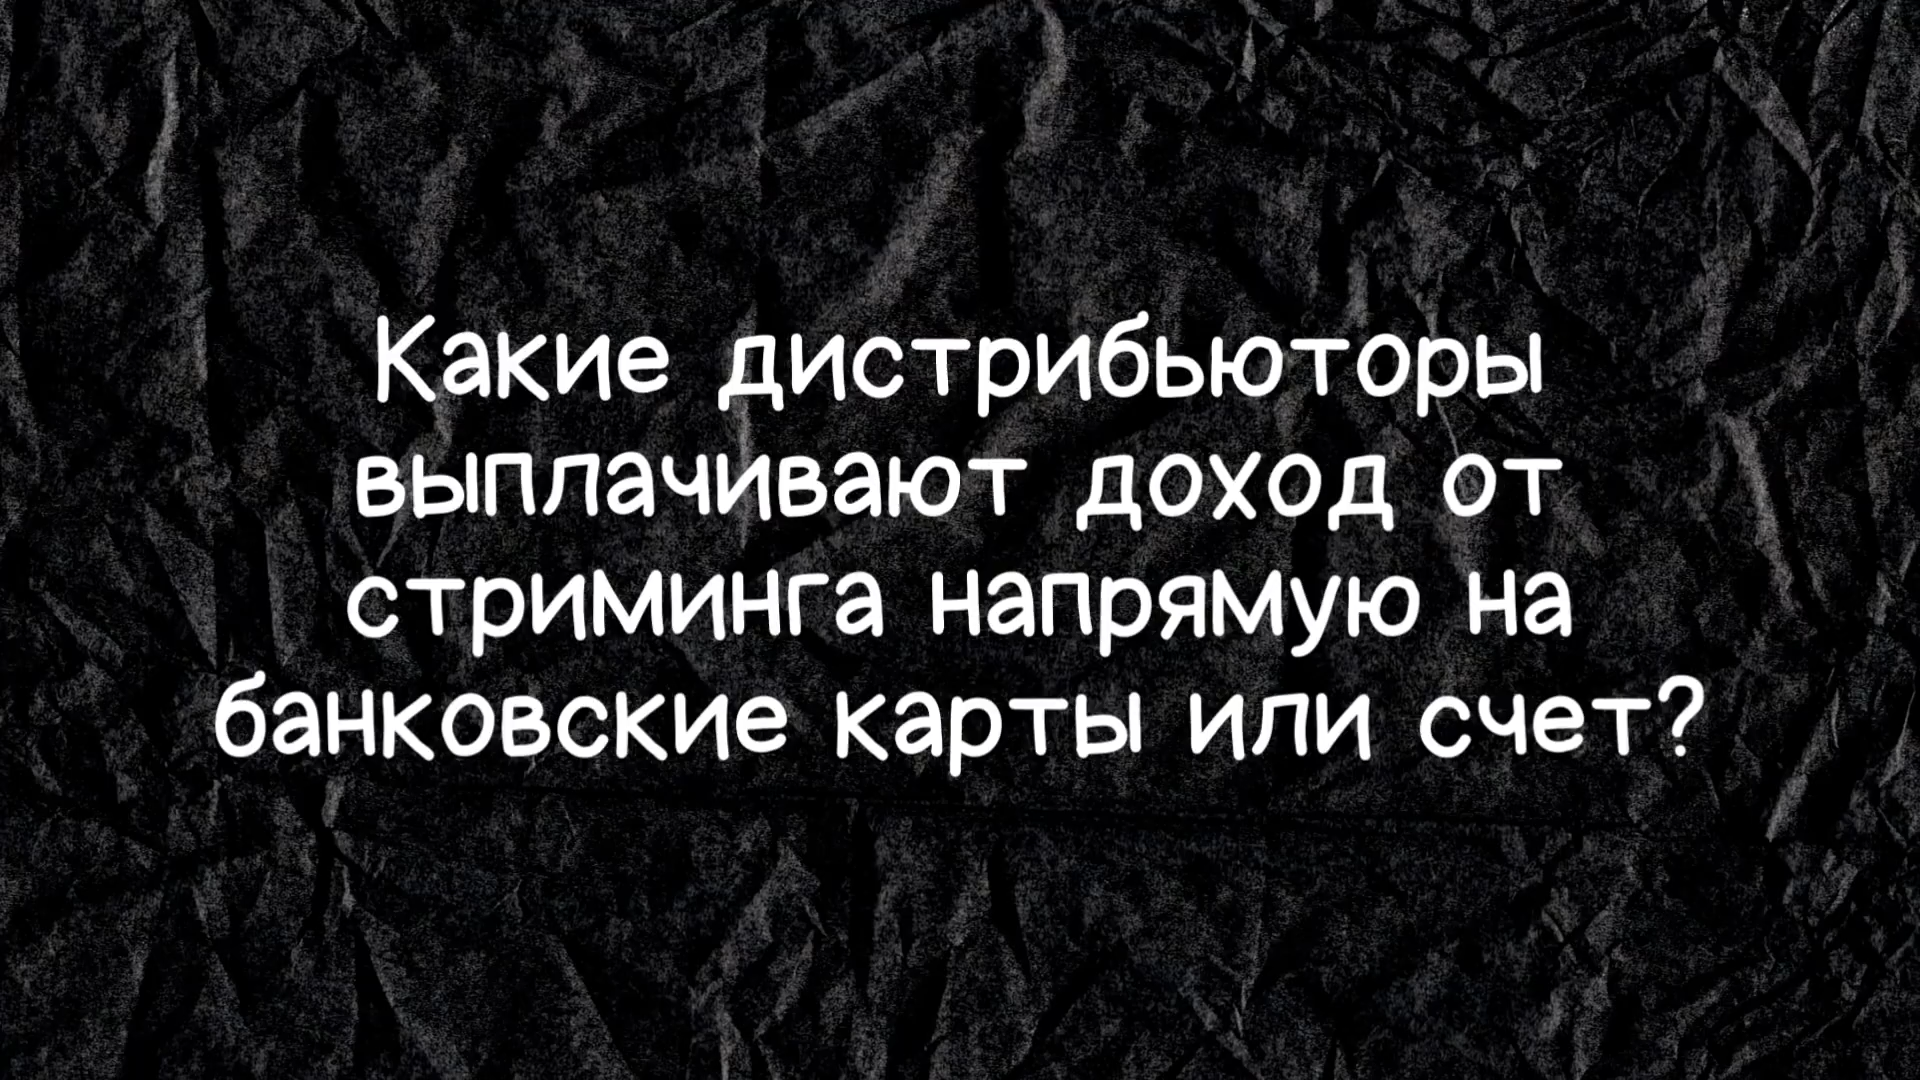 Какие дистрибьюторы
выплачивают доход от
стриминга напрямую на
банковские карты или счет?